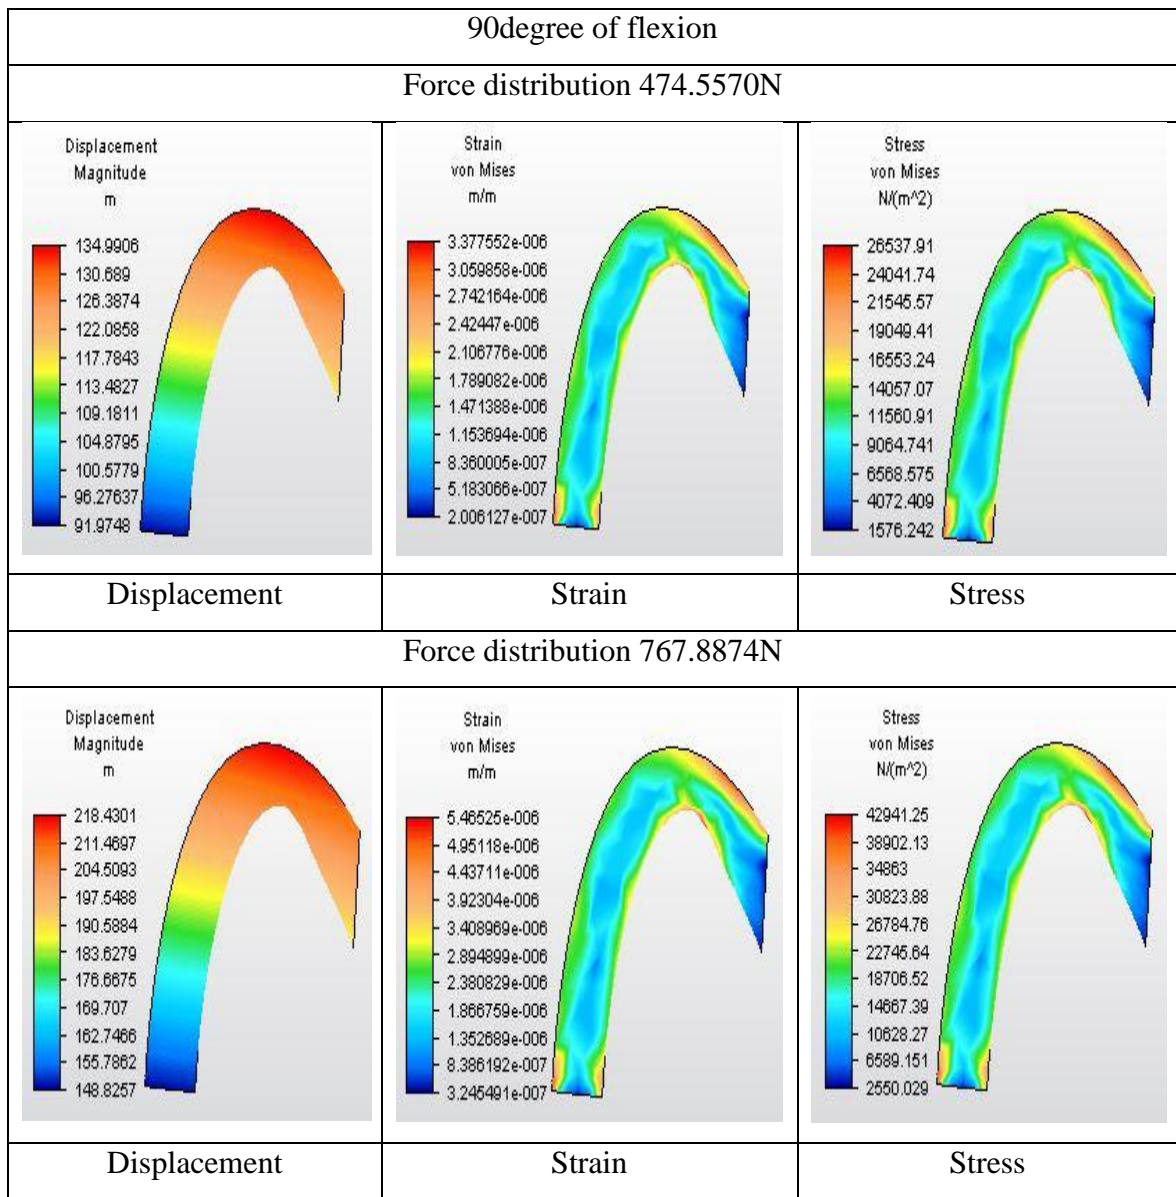 90degree of flexion
Force distribution 474.5570N
Displacement
Magnitude
m
134.9906
130.689
126.3874
122.0858
117.7843
113.4827
109.1811
104.8795
100.5779
96.27637
91.9748
Strain
von Mises
m/m
3.377552e-006
3.059858e-006
2.742164e-006
2.42447e-006
2.106776e-006
1.789082e-006
1.471388e-006
1.153694e-006
8.360005e-007
5.183066e-007
2.006127e-007
Stress
von Mises
N/(m^2)
26537.91
24041.74
21545.57
19049.41
16553.24
14057.07
11560.91
9064.741
6568.575
4072.409
1576.242
Displacement
Strain
Stress
Force distribution 767.8874N
Displacement
Magnitude
m
218.4301
211.4697
204.5093
197.5488
190.5884
183.6279
176.6675
169.707
162.7466
155.7862
148.8257
Strain
von Mises
m/m
5.46525e-006
4.95118e-006
4.43711e-006
3.92304e-006
3.408969e-006
2.894899e-006
2.380829e-006
1.866759e-006
1.352689e-006
8.386192e-007
3.245491e-007
Stress
von Mises
N/(m^2)
42941.25
38902.13
34863
30823.88
26784.76
22745.64
18706.52
14667.39
10628.27
6589.151
2550.029
Displacement
Strain
Stress